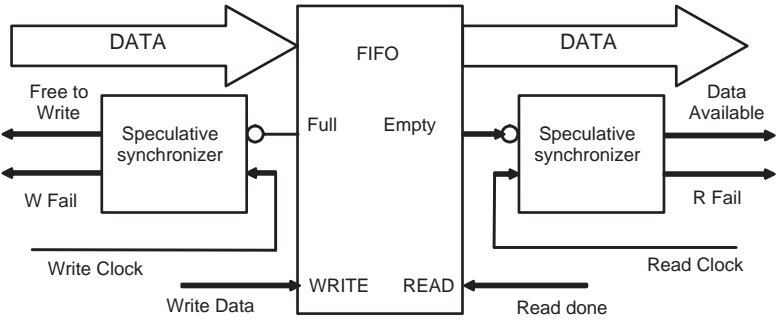 DATA
FIFO
DATA
Free to
Write
Data
Available
Full
Empty
Speculative
synchronizer
Speculative
synchronizer
W Fail
R Fail
Write Clock
Read Clock
WRITE
READ
Write Data
Read done